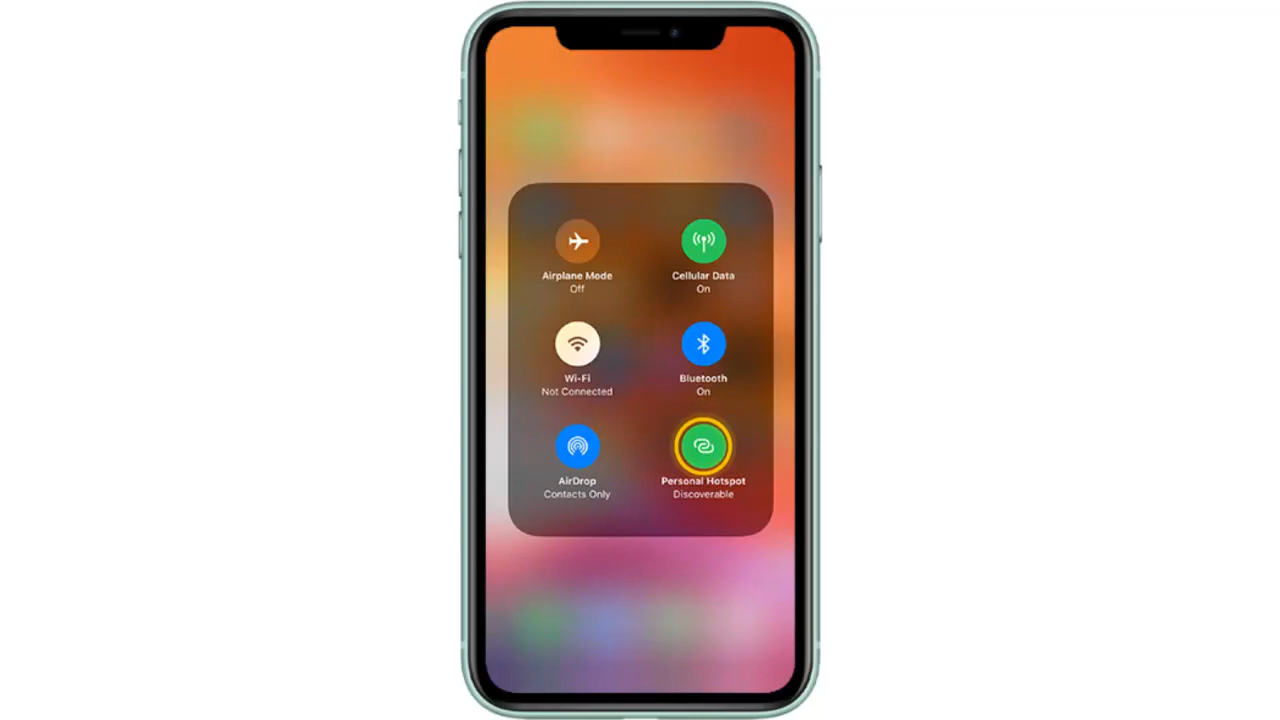 Airplane Mode
Off
Cellular Data
On
Wi-Fi
Not Connected
Bluetooth
On
AirDrop
Contacts Only
Personal Hotspot
Discoverable